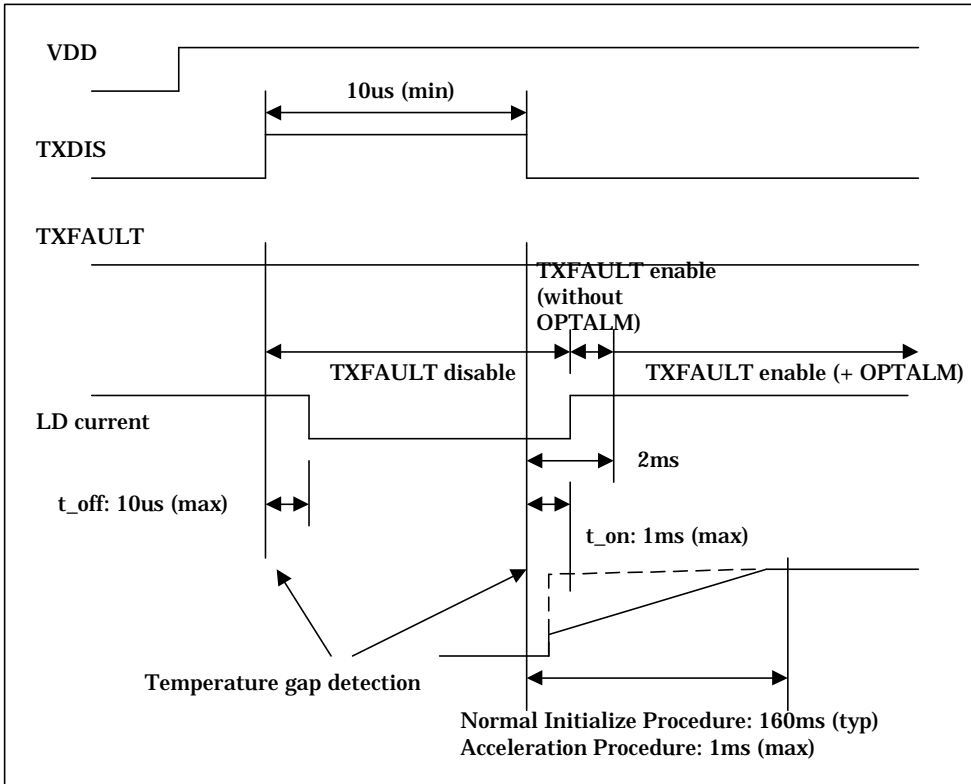 VDD
10us (min)
TXDIS
TXFAULT
TXFAULT enable
(without
OPTALM)
TXFAULT disable
TXFAULT enable (+ OPTALM)
LD current
2ms
t_off: 10us (max)
t_on: 1ms (max)
Temperature gap detection
Normal Initialize Procedure: 160ms (typ)
Acceleration Procedure: 1ms (max)